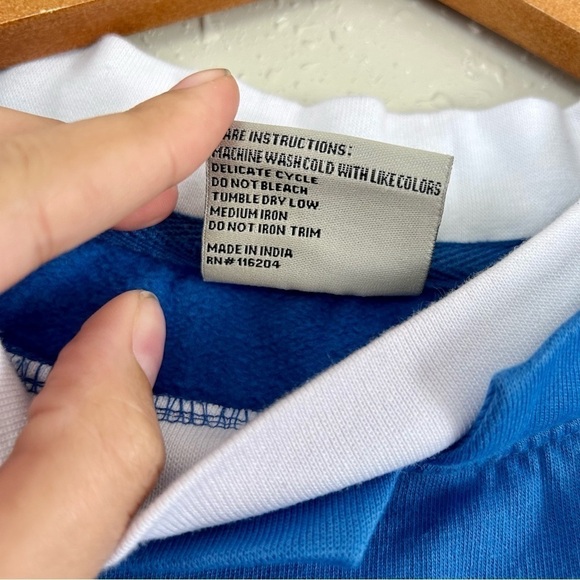 ARE INSTRUCTIONS:
MACHINE WASH COLD WITH LIKE COLORS
DELICATE CYCLE
DO NOT BLEACH
TUMBLE DRY LOW
MEDIUM IRON
DO NOT IRON TRIM
MADE IN INDIA
RN# 116204